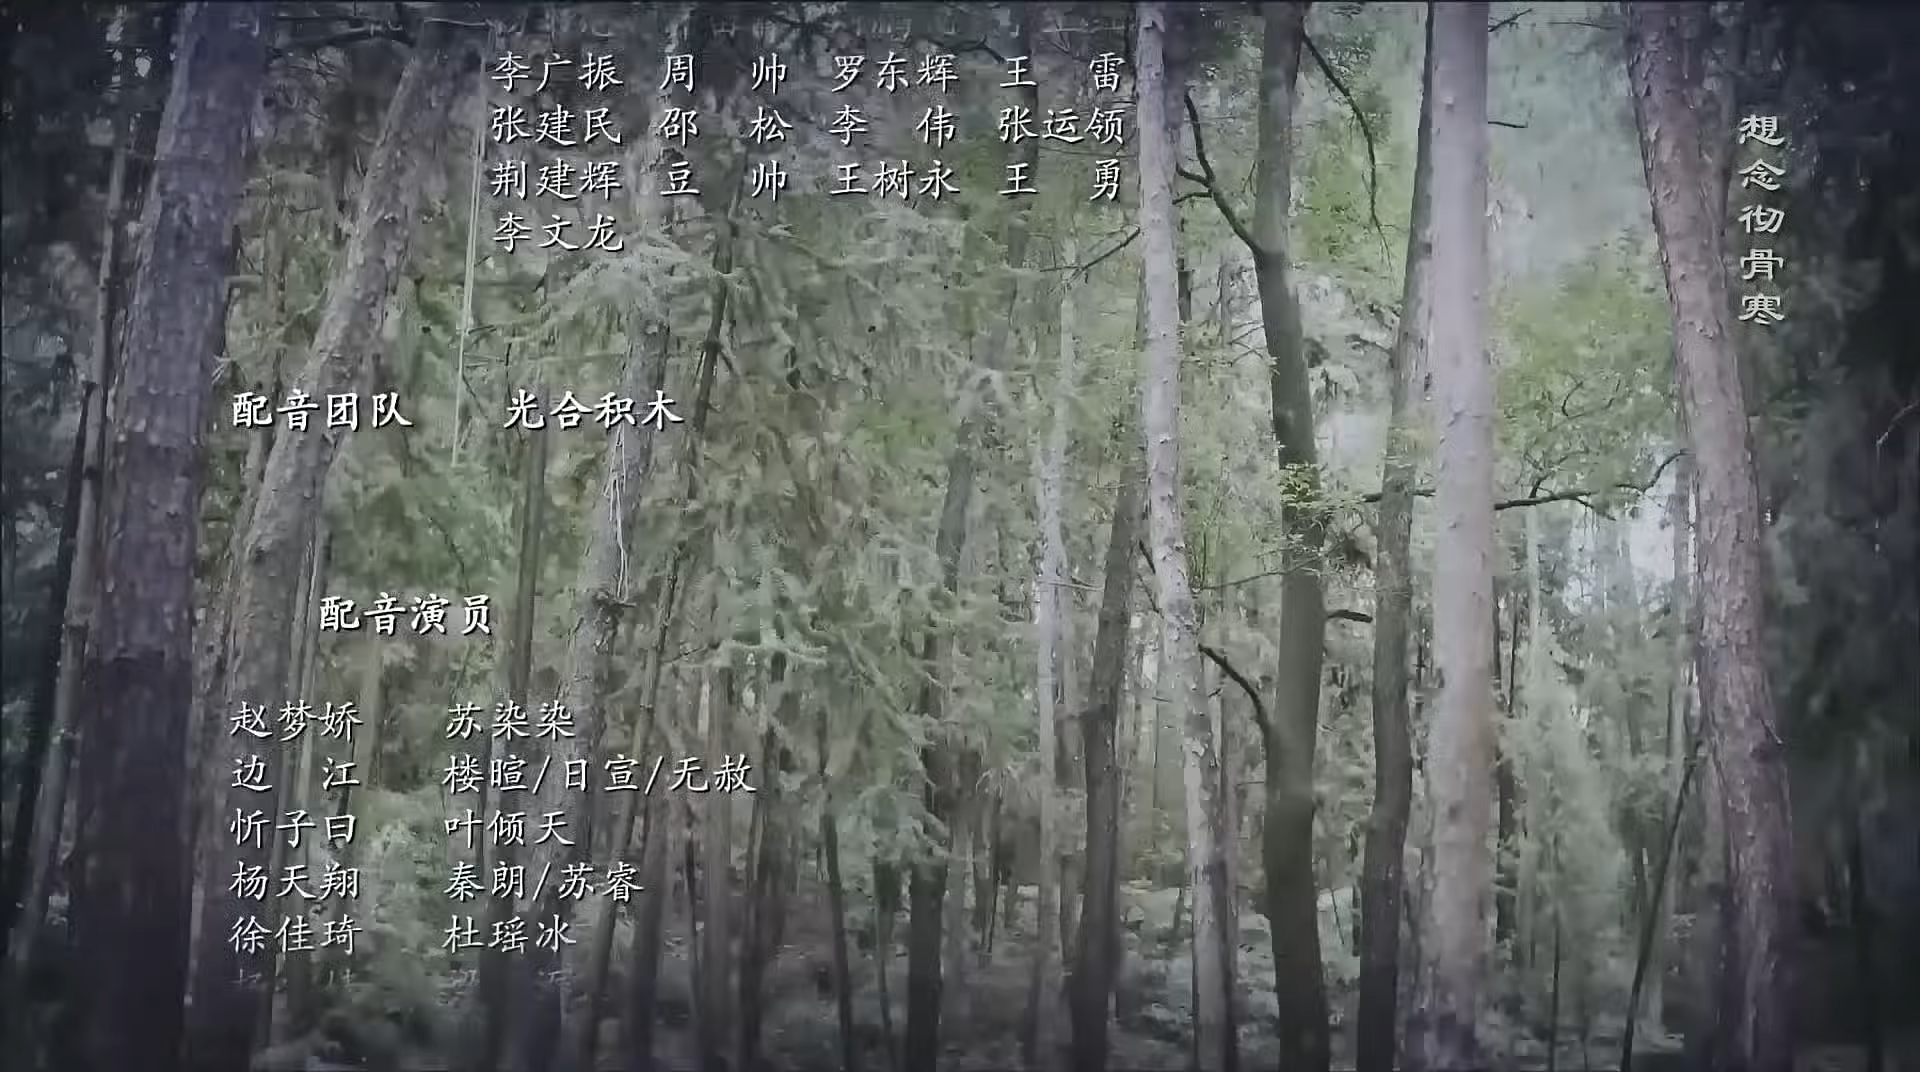 李广振 周帅 罗东辉 王雷
张建民 邵松 李伟 张运领
荆建辉 豆帅 王树永 王勇
李文龙
配音团队 光合积木
配音演员
赵梦娇 苏染染
边江 楼暄/日宣/无赦
忻子曰 叶倾天
杨天翔 秦朗/苏睿
徐佳琦 杜瑶冰
想念彻骨寒